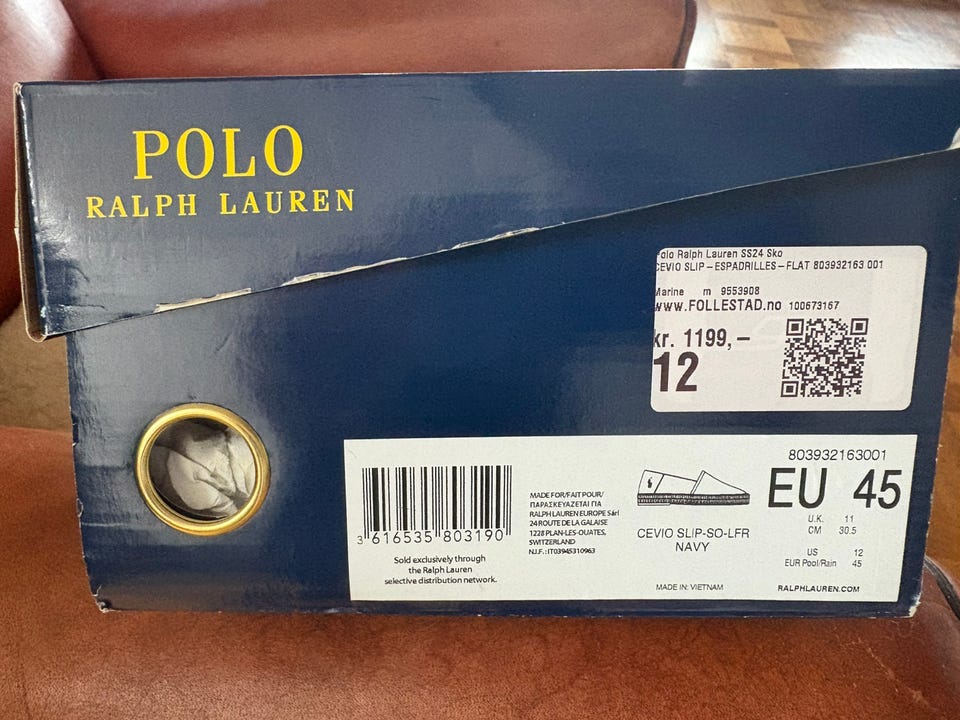 POLO
RALPH LAUREN
Polo Ralph Lauren SS24 Sko
CEVIO SLIP - ESPADRILLES - FLAT 803932163 001
Marine m 9553908
www.FOLLESTAD.no 100673167
kr. 1199,-
12
3 616535 803190
Sold exclusively through
the Ralph Lauren
selective distribution network.
MADE FOR/FAIT POUR/
ΠΑΡΑΣΚΕΥΑΖΕΤΑΙ ΓΙΑ
RALPH LAUREN EUROPE Sàrl
24 ROUTE DE LA GALAISE
1228 PLAN-LES-OUATES,
SWITZERLAND
N.I.F.: IT03945310963
CEVIO SLIP-SO-LFR
NAVY
MADE IN: VIETNAM
803932163001
EU 45
U.K. 11
CM 30.5
US 12
EUR Pool/Rain 45
RALPHLAUREN.COM